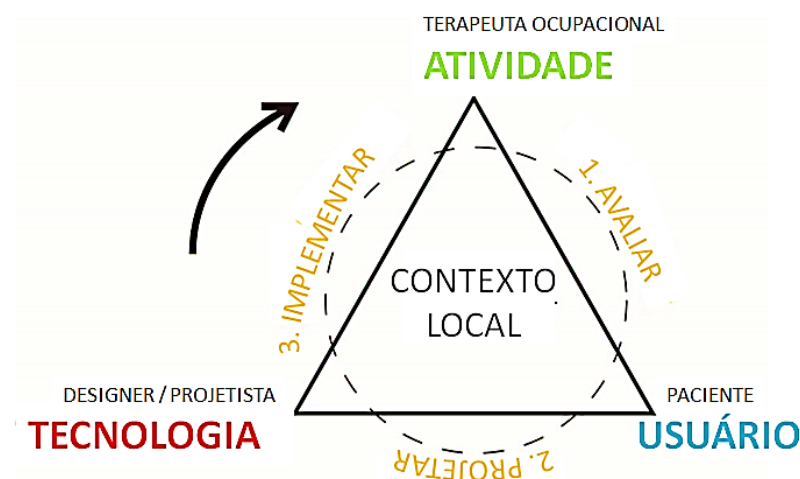 TERAPEUTA OCUPACIONAL
ATIVIDADE
1. AVALIAR
3. IMPLEMENTAR
CONTEXTO
LOCAL
DESIGNER / PROJETISTA
TECNOLOGIA
PACIENTE
USUÁRIO
2. PROJETAR